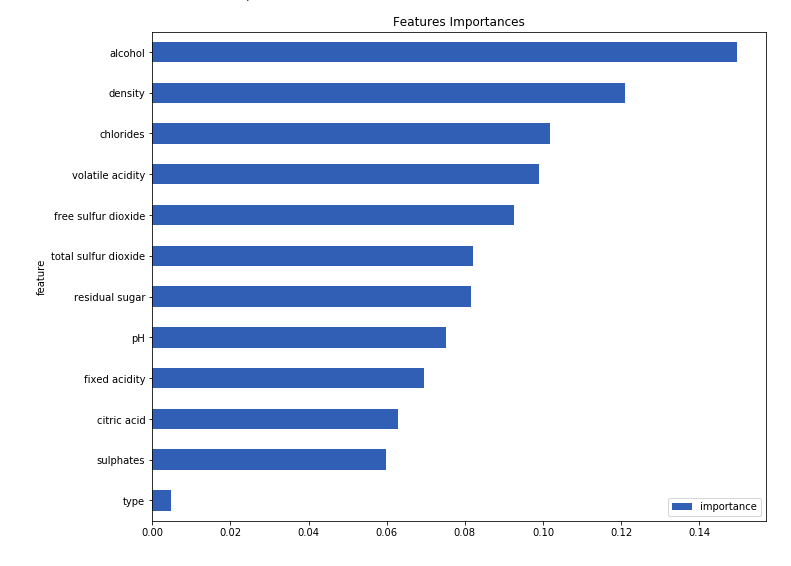 Features Importances
alcohol
density
chlorides
volatile acidity
free sulfur dioxide
total sulfur dioxide
residual sugar
pH
fixed acidity
citric acid
sulphates
type
feature
importance
0.00 0.02 0.04 0.06 0.08 0.10 0.12 0.14